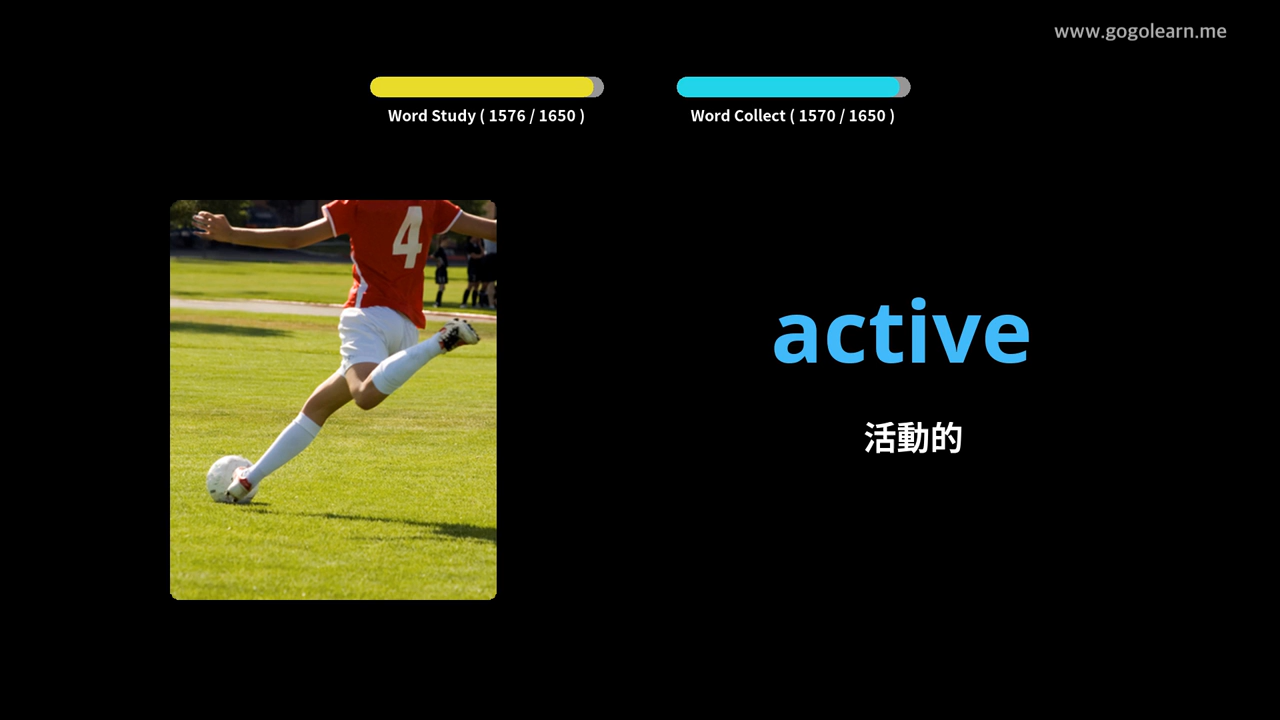 www.gogolearn.me
Word Study ( 1576 / 1650 )
Word Collect ( 1570 / 1650 )
4
active
活動的